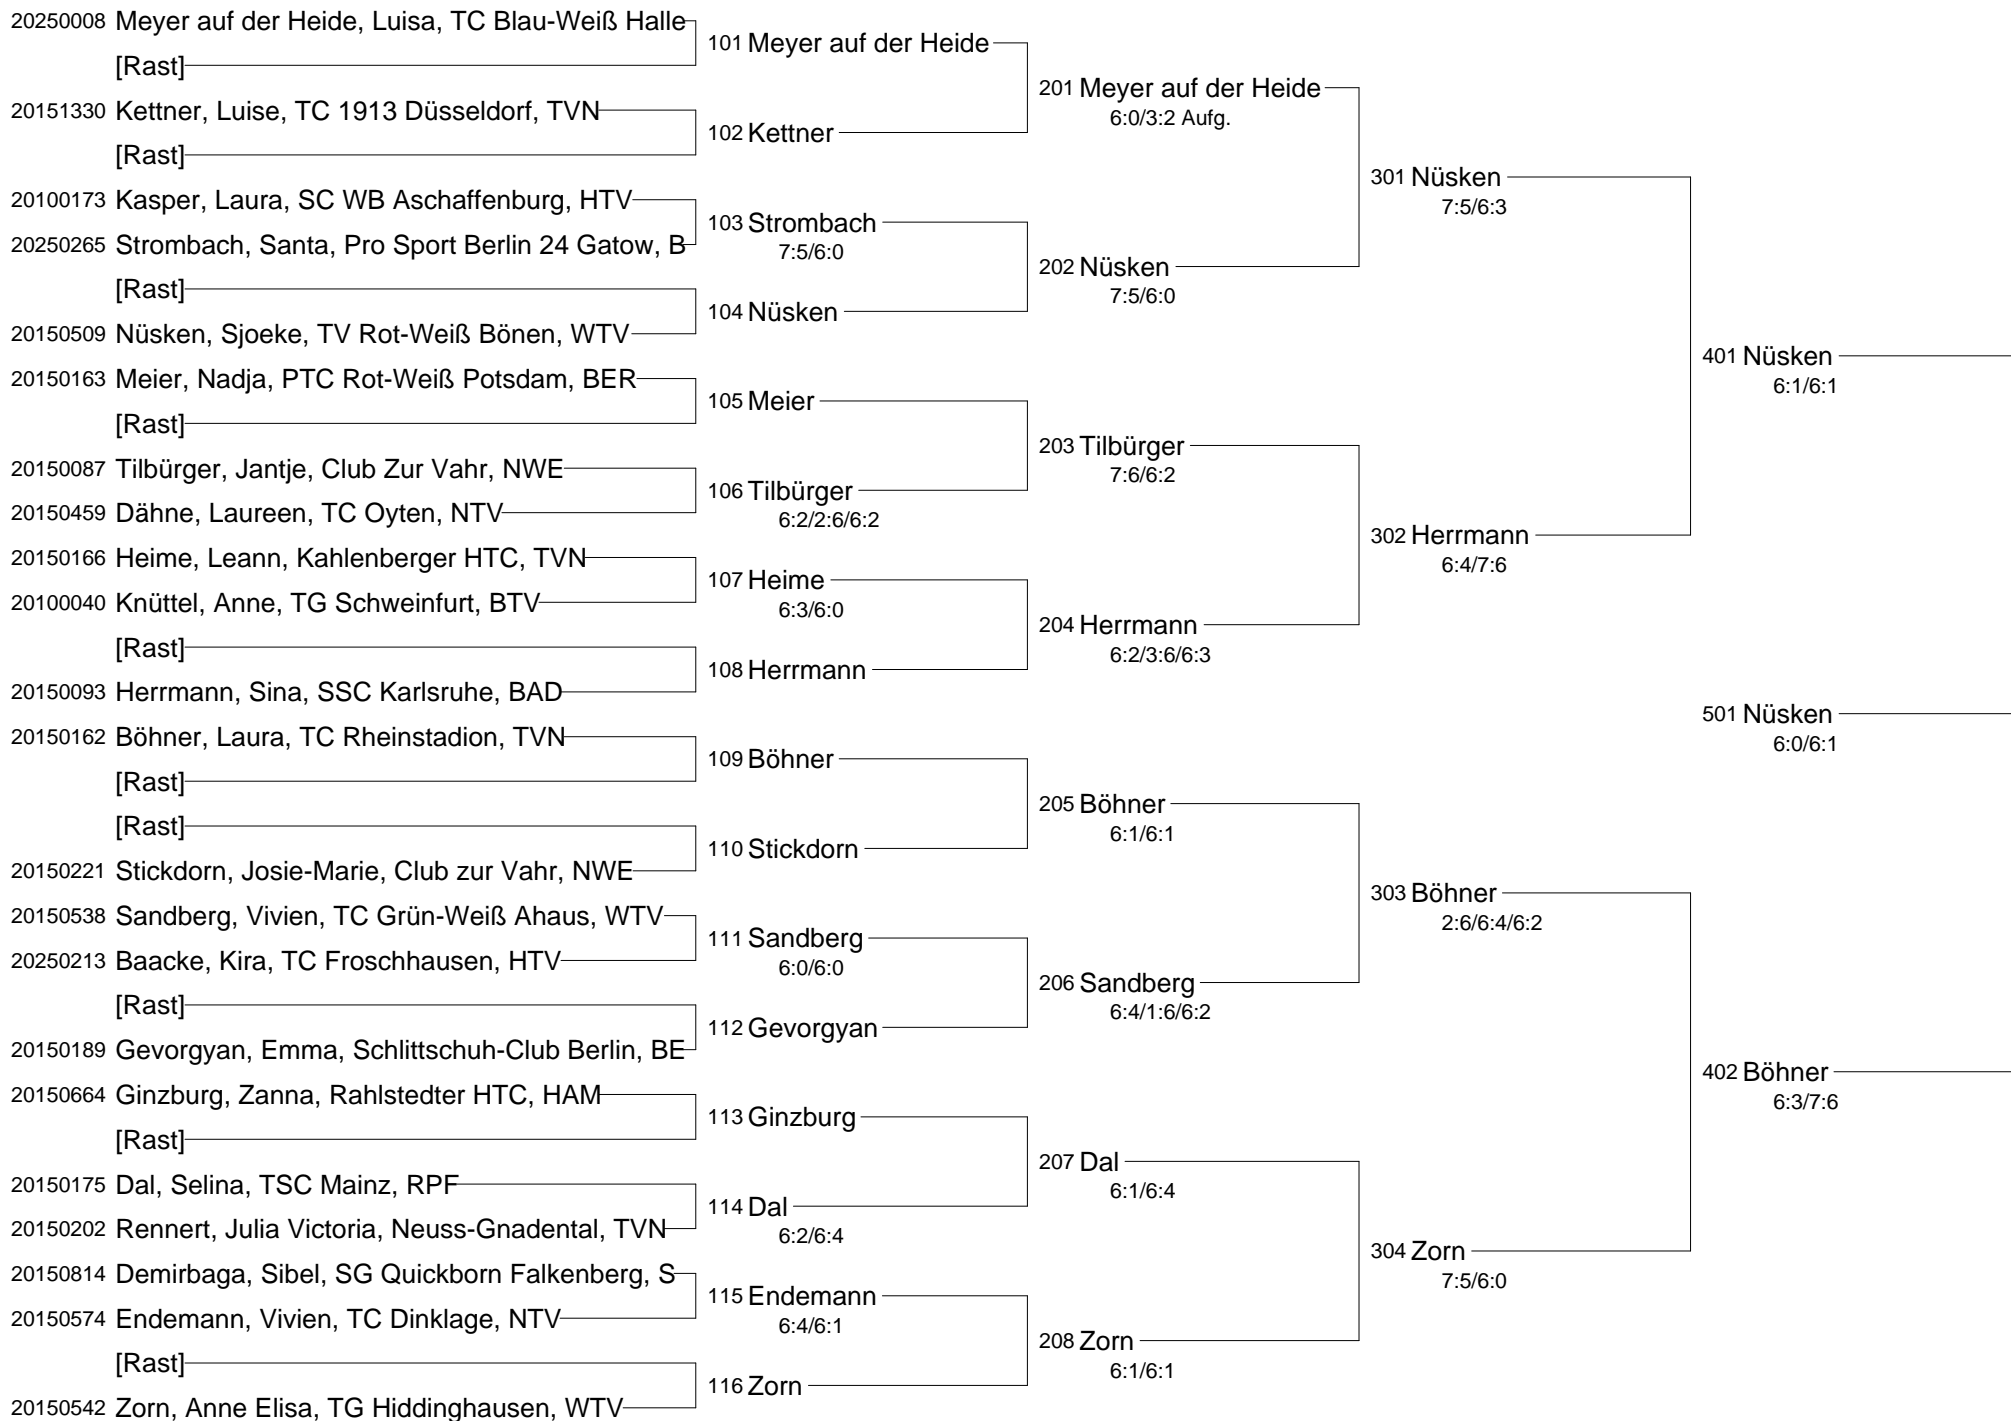 20250008 Meyer auf der Heide, Luisa, TC Blau-Weiß Halle
[Rast]
20151330 Kettner, Luise, TC 1913 Düsseldorf, TVN
[Rast]
20100173 Kasper, Laura, SC WB Aschaffenburg, HTV
20250265 Strombach, Santa, Pro Sport Berlin 24 Gatow, B
[Rast]
20150509 Nüsken, Sjoeke, TV Rot-Weiß Bönen, WTV
20150163 Meier, Nadja, PTC Rot-Weiß Potsdam, BER
[Rast]
20150087 Tilbürger, Jantje, Club Zur Vahr, NWE
20150459 Dähne, Laureen, TC Oyten, NTV
20150166 Heime, Leann, Kahlenberger HTC, TVN
20100040 Knüttel, Anne, TG Schweinfurt, BTV
[Rast]
20150093 Herrmann, Sina, SSC Karlsruhe, BAD
20150162 Böhner, Laura, TC Rheinstadion, TVN
[Rast]
[Rast]
20150221 Stickdorn, Josie-Marie, Club zur Vahr, NWE
20150538 Sandberg, Vivien, TC Grün-Weiß Ahaus, WTV
20250213 Baacke, Kira, TC Froschhausen, HTV
[Rast]
20150189 Gevorgyan, Emma, Schlittschuh-Club Berlin, BE
20150664 Ginzburg, Zanna, Rahlstedter HTC, HAM
[Rast]
20150175 Dal, Selina, TSC Mainz, RPF
20150202 Rennert, Julia Victoria, Neuss-Gnadental, TVN
20150814 Demirbaga, Sibel, SG Quickborn Falkenberg, S
20150574 Endemann, Vivien, TC Dinklage, NTV
[Rast]
20150542 Zorn, Anne Elisa, TG Hiddinghausen, WTV
101 Meyer auf der Heide
102 Kettner
103 Strombach
7:5/6:0
104 Nüsken
105 Meier
106 Tilbürger
6:2/2:6/6:2
107 Heime
6:3/6:0
108 Herrmann
109 Böhner
110 Stickdorn
111 Sandberg
6:0/6:0
112 Gevorgyan
113 Ginzburg
114 Dal
6:2/6:4
115 Endemann
6:4/6:1
116 Zorn
201 Meyer auf der Heide
6:0/3:2 Aufg.
202 Nüsken
7:5/6:0
203 Tilbürger
7:6/6:2
204 Herrmann
6:2/3:6/6:3
205 Böhner
6:1/6:1
206 Sandberg
6:4/1:6/6:2
207 Dal
6:1/6:4
208 Zorn
6:1/6:1
301 Nüsken
7:5/6:3
302 Herrmann
6:4/7:6
303 Böhner
2:6/6:4/6:2
304 Zorn
7:5/6:0
401 Nüsken
6:1/6:1
501 Nüsken
6:0/6:1
402 Böhner
6:3/7:6